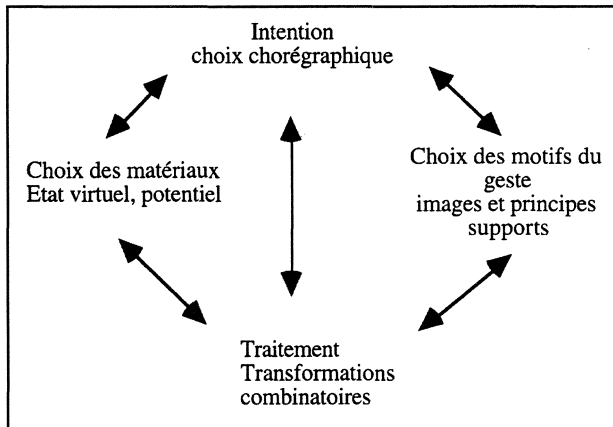 Intention
choix chorégraphique
Choix des matériaux
Etat virtuel, potentiel
Choix des motifs du
geste
images et principes
supports
Traitement
Transformations
combinatoires